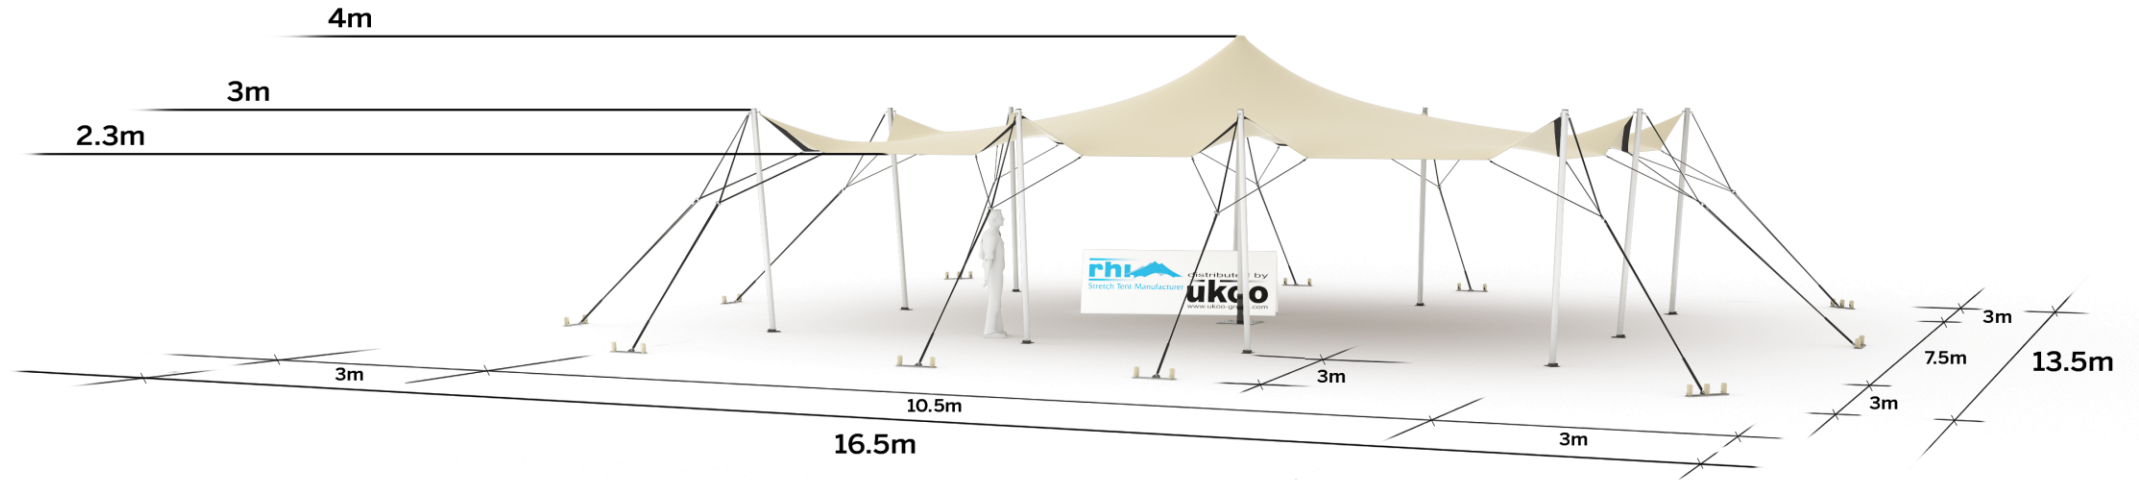 4m
3m
2.3m
rhi
Stretch Tent Manufacturer
distributed by
ukoo
3m
10.5m
3m
16.5m
3m
3m
7.5m
3m
13.5m